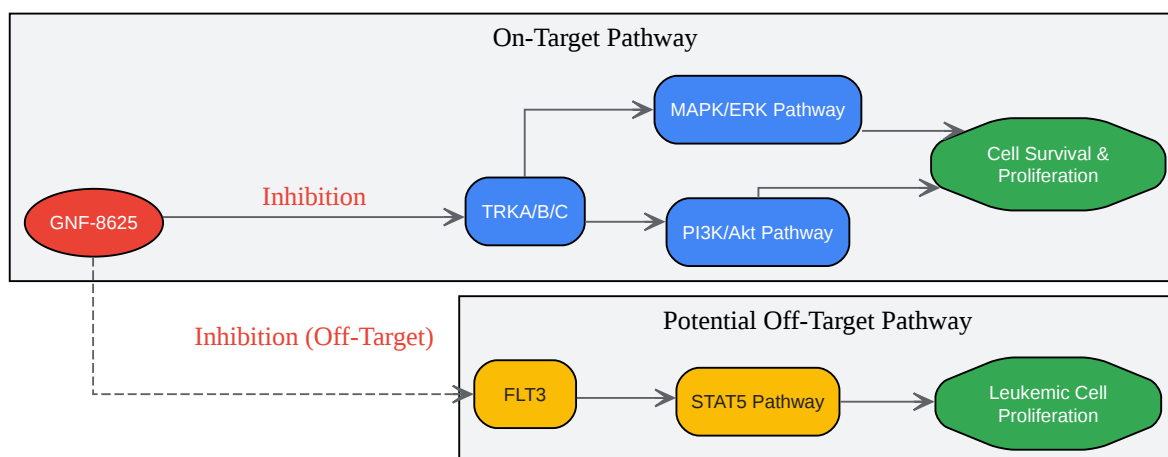 On-Target Pathway
MAPK/ERK Pathway
Cell Survival &
Proliferation
Inhibition
GNF-8625
TRKA/B/C
PI3K/Akt Pathway
Potential Off-Target Pathway
Inhibition (Off-Target)
FLT3
STAT5 Pathway
Leukemic Cell
Proliferation